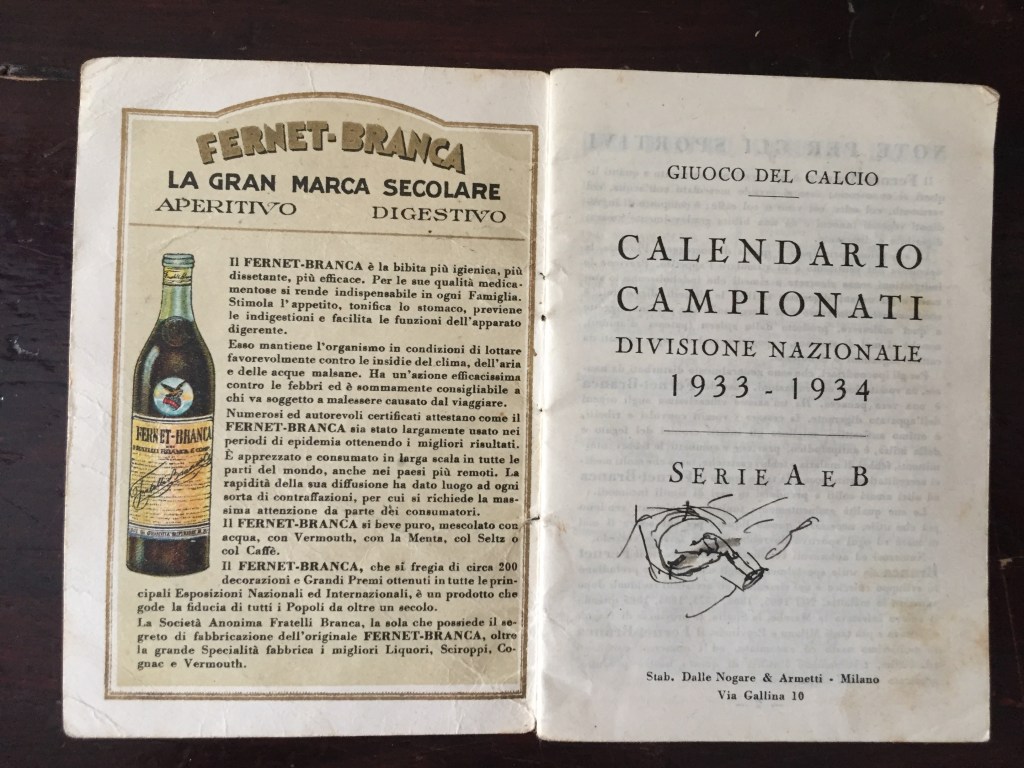 FERNET-BRANCA
LA GRAN MARCA SECOLARE
APERITIVO DIGESTIVO
Il FERNET-BRANCA è la bibita più igienica, più
dissetante, più efficace. Per le sue qualità medica-
mentose si rende indispensabile in ogni Famiglia.
Stimola l'appetito, tonifica lo stomaco, previene
le indigestioni e facilita le funzioni dell'apparato
digerente.
Esso mantiene l'organismo in condizioni di lottare
favorevolmente contro le insidie del clima, dell'aria
e delle acque malsane. Ha un'azione efficacissima
contro le febbri ed è sommamente consigliabile a
chi va soggetto a malessere causato dal viaggiare.
Numerosi ed autorevoli certificati attestano come il
FERNET-BRANCA sia stato largamente usato nei
periodi di epidemia ottenendo i migliori risultati.
È apprezzato e consumato in larga scala in tutte le
parti del mondo, anche nei paesi più remoti. La
rapidità della sua diffusione ha dato luogo ad ogni
sorta di contraffazioni, per cui si richiede la mas-
sima attenzione da parte dei consumatori.
Il FERNET-BRANCA si beve puro, mescolato con
acqua, con Vermouth, con la Menta, col Seltz o
col Caffè.
Il FERNET-BRANCA, che si fregia di circa 200
decorazioni e Grandi Premi ottenuti in tutte le prin-
cipali Esposizioni Nazionali ed Internazionali, è un prodotto che
gode la fiducia di tutti i Popoli da oltre un secolo.
La Società Anonima Fratelli Branca, la sola che possiede il se-
greto di fabbricazione dell'originale FERNET-BRANCA, oltre
la grande Specialità fabbrica i migliori Liquori, Sciroppi, Co-
gnac e Vermouth.
FERNET-BRANCA
GIUOCO DEL CALCIO
CALENDARIO
CAMPIONATI
DIVISIONE NAZIONALE
1933 - 1934
SERIE A E B
Stab. Dalle Nogare & Armetti - Milano
Via Gallina 10